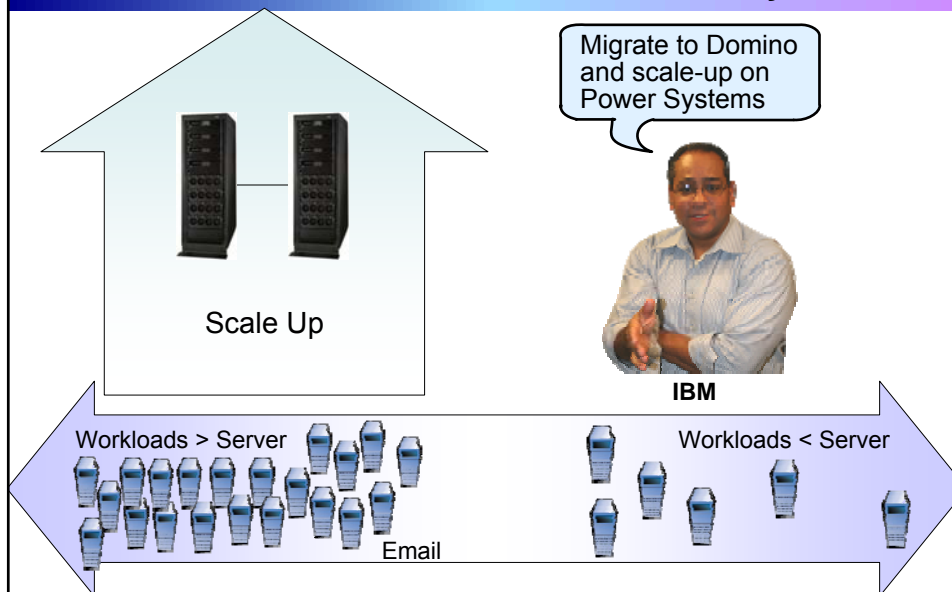 Migrate to Domino
and scale-up on
Power Systems
Scale Up
IBM
Workloads > Server
Workloads < Server
Email